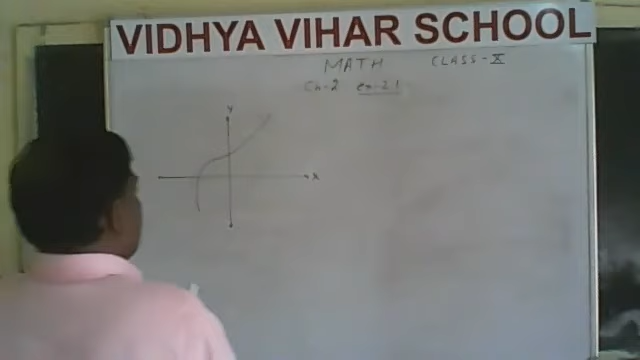 VIDHYA VIHAR SCHOOL
MATH CLASS-X
Ch-2 ex-2.1
Y
X